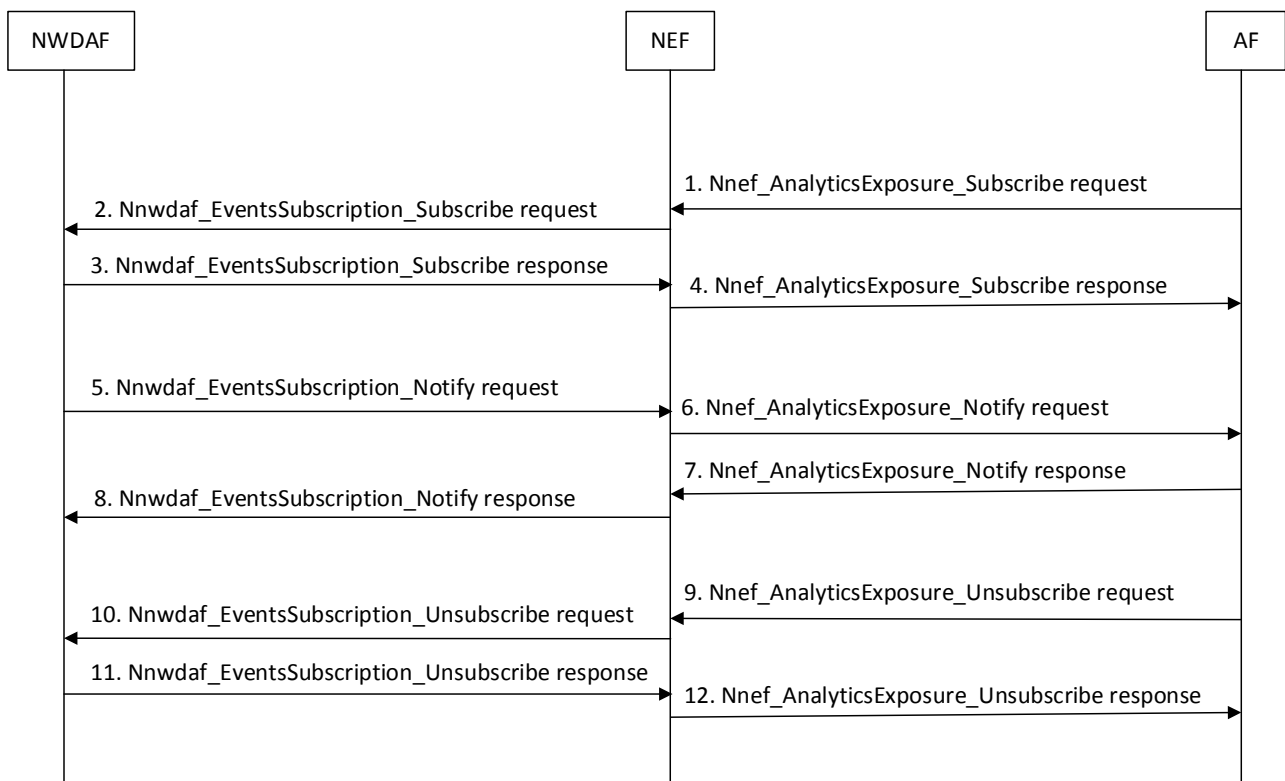 NWDAF
NEF
AF
1. Nnef_AnalyticsExposure_Subscribe request
2. Nnwdaf_EventsSubscription_Subscribe request
3. Nnwdaf_EventsSubscription_Subscribe response
4. Nnef_AnalyticsExposure_Subscribe response
5. Nnwdaf_EventsSubscription_Notify request
6. Nnef_AnalyticsExposure_Notify request
7. Nnef_AnalyticsExposure_Notify response
8. Nnwdaf_EventsSubscription_Notify response
9. Nnef_AnalyticsExposure_Unsubscribe request
10. Nnwdaf_EventsSubscription_Unsubscribe request
11. Nnwdaf_EventsSubscription_Unsubscribe response
12. Nnef_AnalyticsExposure_Unsubscribe response